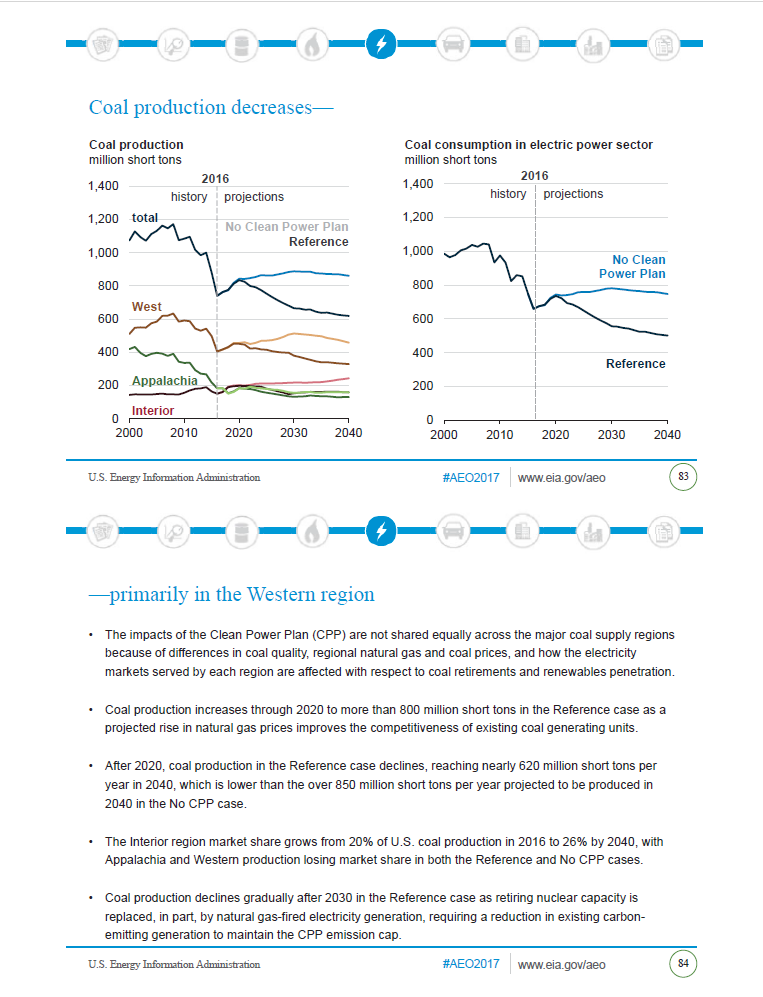 Coal production decreases—
Coal production
million short tons
2016
history projections
1,400
1,200
1,000
800
600
400
200
0
total
No Clean Power Plan
Reference
West
Appalachia
Interior
2000 2010 2020 2030 2040
Coal consumption in electric power sector
million short tons
2016
history projections
1,400
1,200
1,000
800
600
400
200
0
No Clean
Power Plan
Reference
2000 2010 2020 2030 2040
U.S. Energy Information Administration #AEO2017 www.eia.gov/aeo 83
—primarily in the Western region
• The impacts of the Clean Power Plan (CPP) are not shared equally across the major coal supply regions
because of differences in coal quality, regional natural gas and coal prices, and how the electricity
markets served by each region are affected with respect to coal retirements and renewables penetration.
• Coal production increases through 2020 to more than 800 million short tons in the Reference case as a
projected rise in natural gas prices improves the competitiveness of existing coal generating units.
• After 2020, coal production in the Reference case declines, reaching nearly 620 million short tons per
year in 2040, which is lower than the over 850 million short tons per year projected to be produced in
2040 in the No CPP case.
• The Interior region market share grows from 20% of U.S. coal production in 2016 to 26% by 2040, with
Appalachia and Western production losing market share in both the Reference and No CPP cases.
• Coal production declines gradually after 2030 in the Reference case as retiring nuclear capacity is
replaced, in part, by natural gas-fired electricity generation, requiring a reduction in existing carbon-
emitting generation to maintain the CPP emission cap.
U.S. Energy Information Administration #AEO2017 www.eia.gov/aeo 84